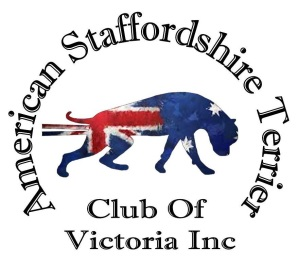 American Staffordshire Terrier
Club Of
Victoria Inc